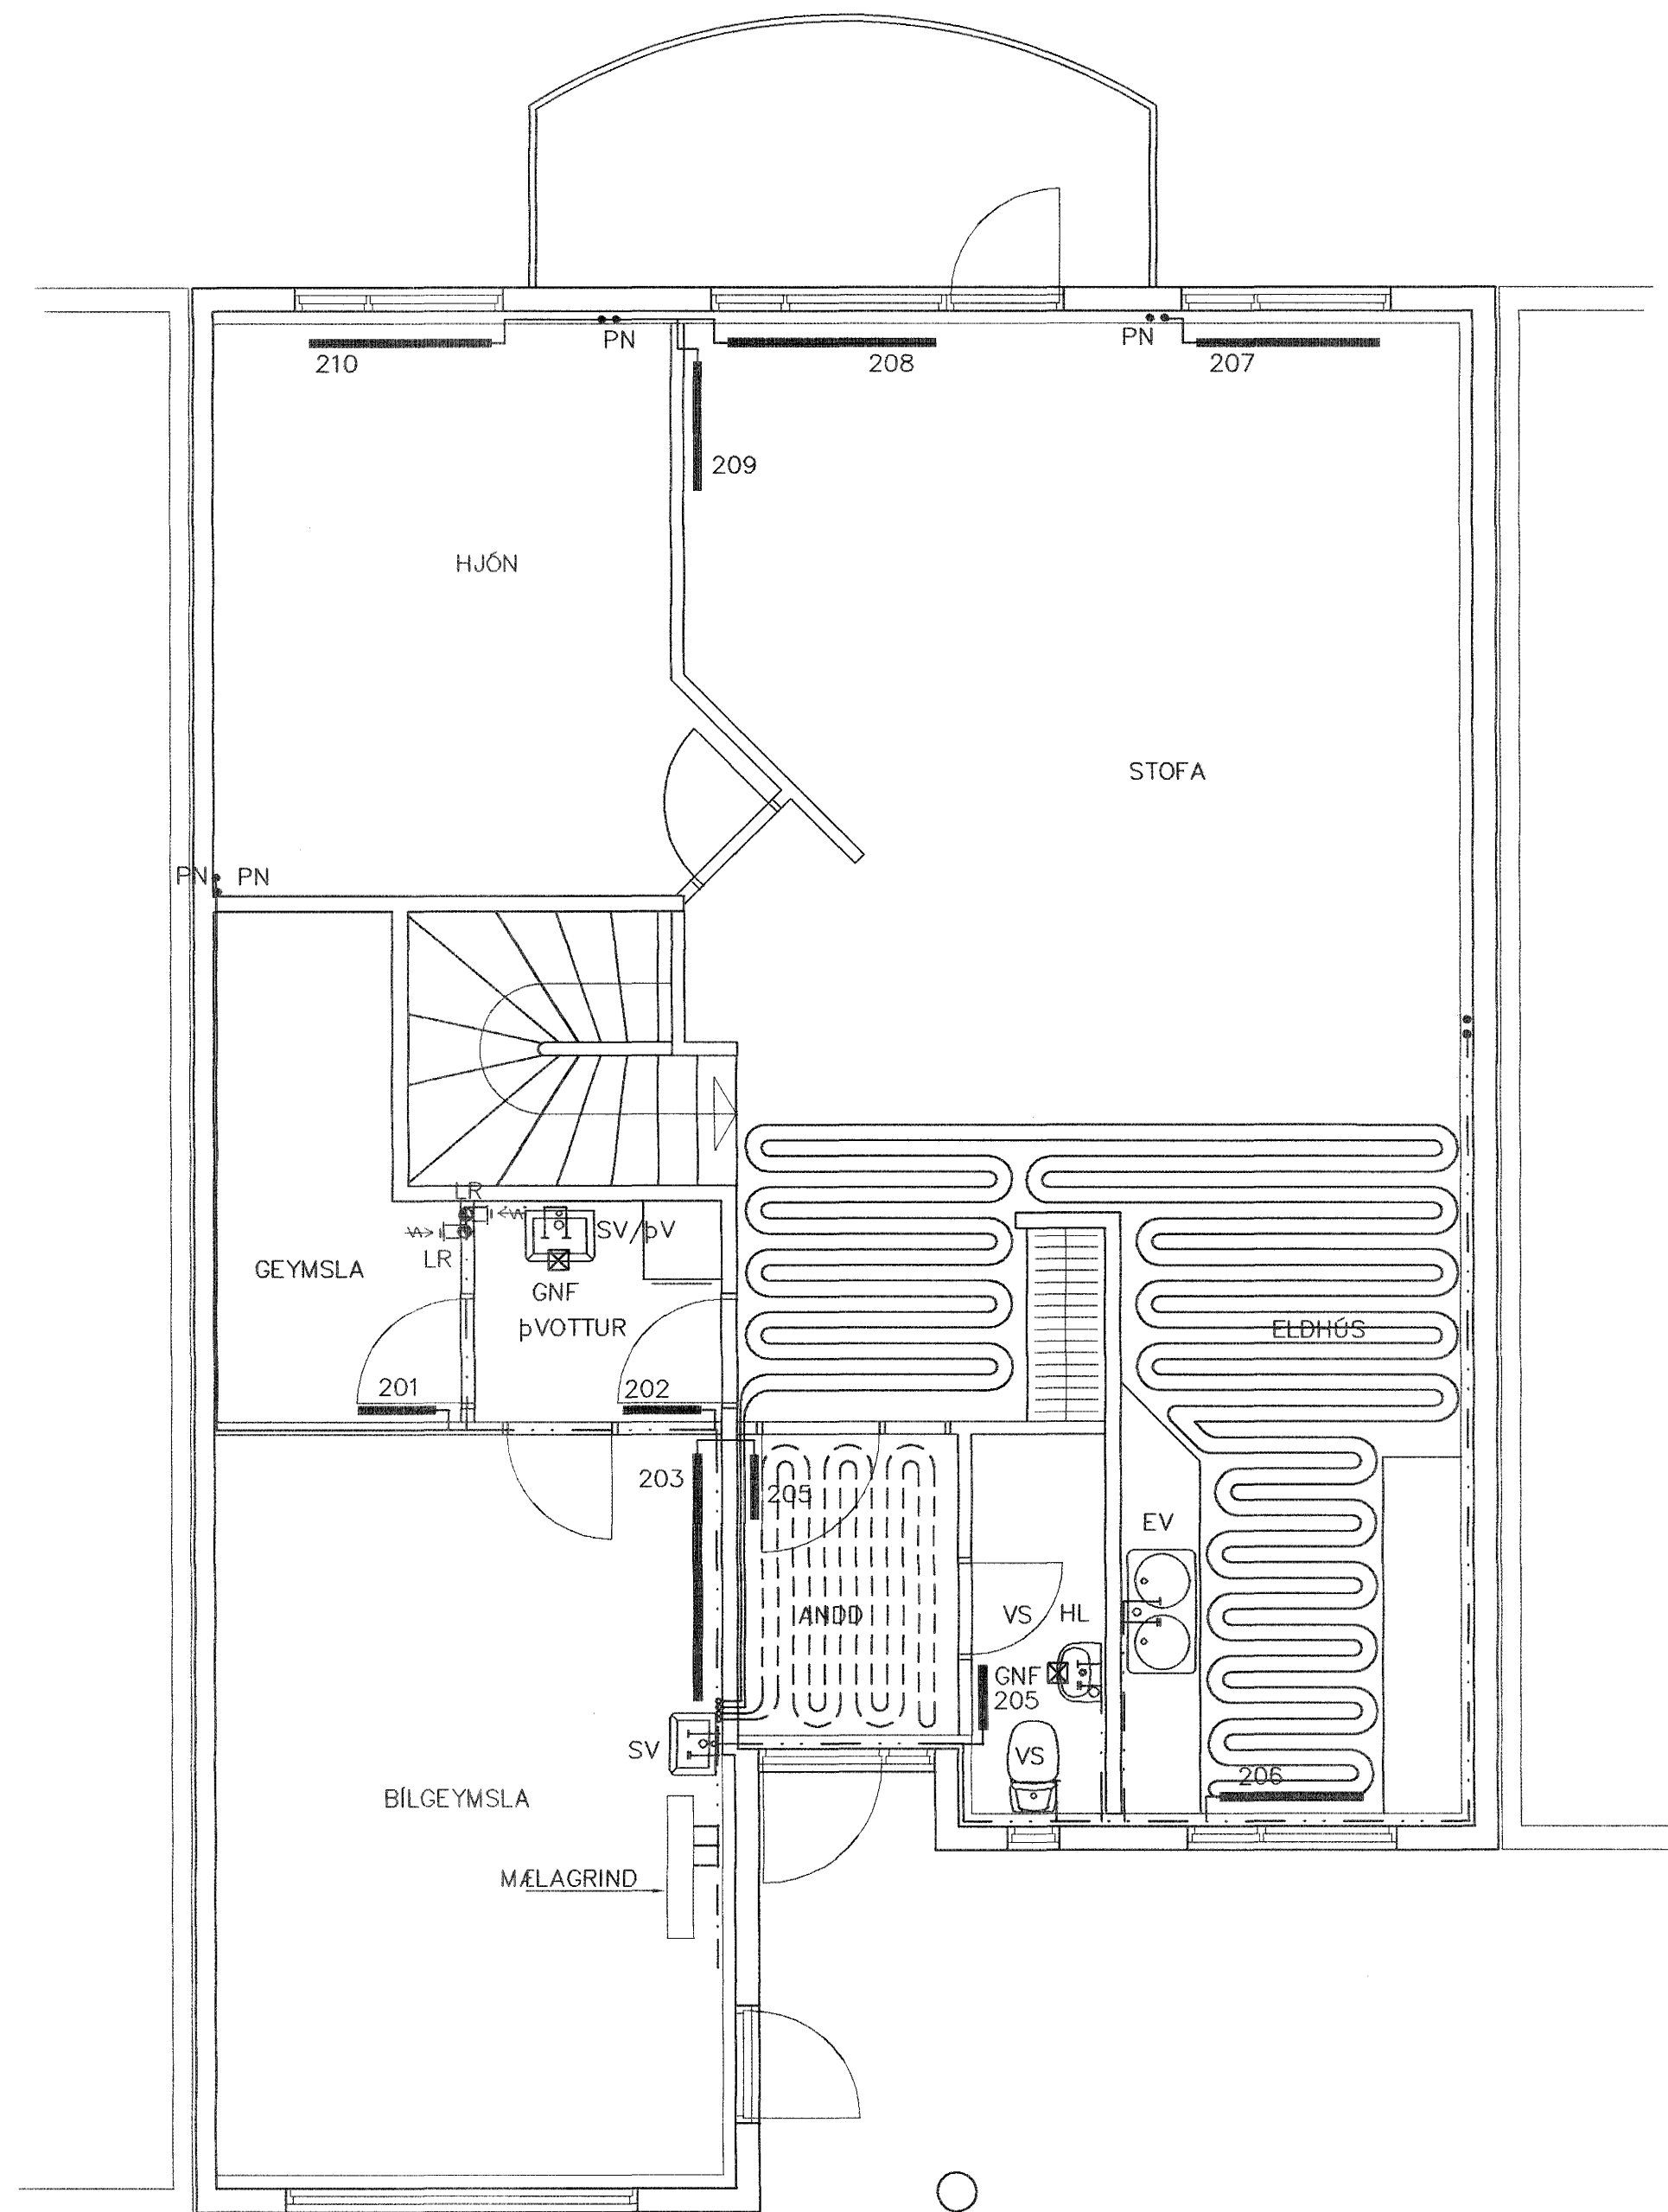 PN
PN
210
208
207
209
HJÓN
STOFA
PN
PN
LR
SV/ÞV
LR
GEYMSLA
GNF
ÞVOTTUR
ELDHÚS
201
202
203
205
EV
ANDD
VS
HL
GNF
205
SV
VS
206
BÍLGEYMSLA
MÆLAGRIND